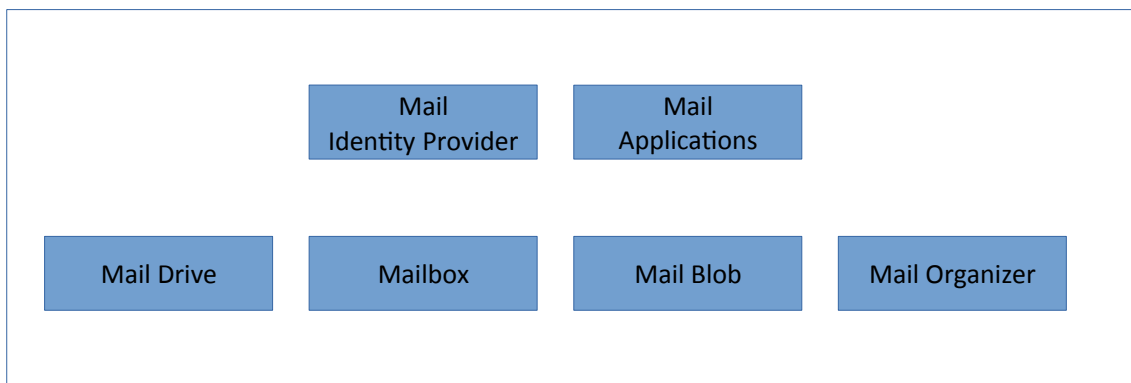 Mail
Identity Provider
Mail
Applications
Mail Drive
Mailbox
Mail Blob
Mail Organizer